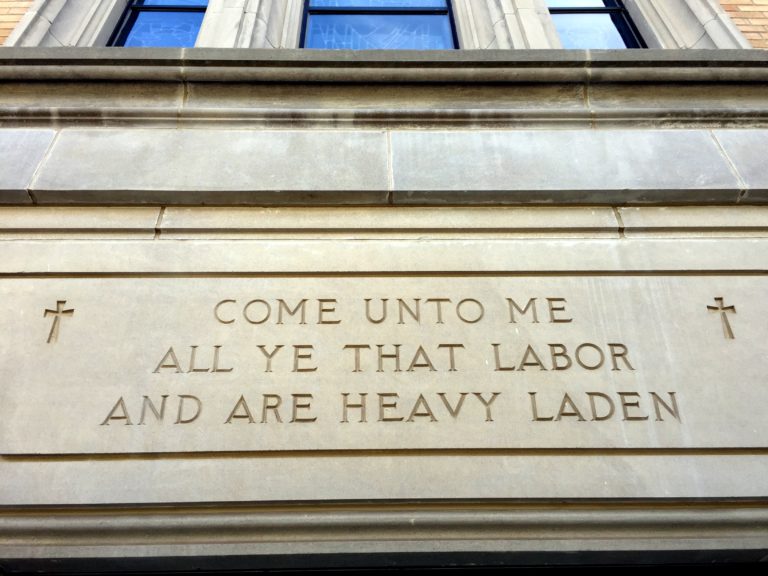 COME UNTO ME
ALL YE THAT LABOR
AND ARE HEAVY LADEN